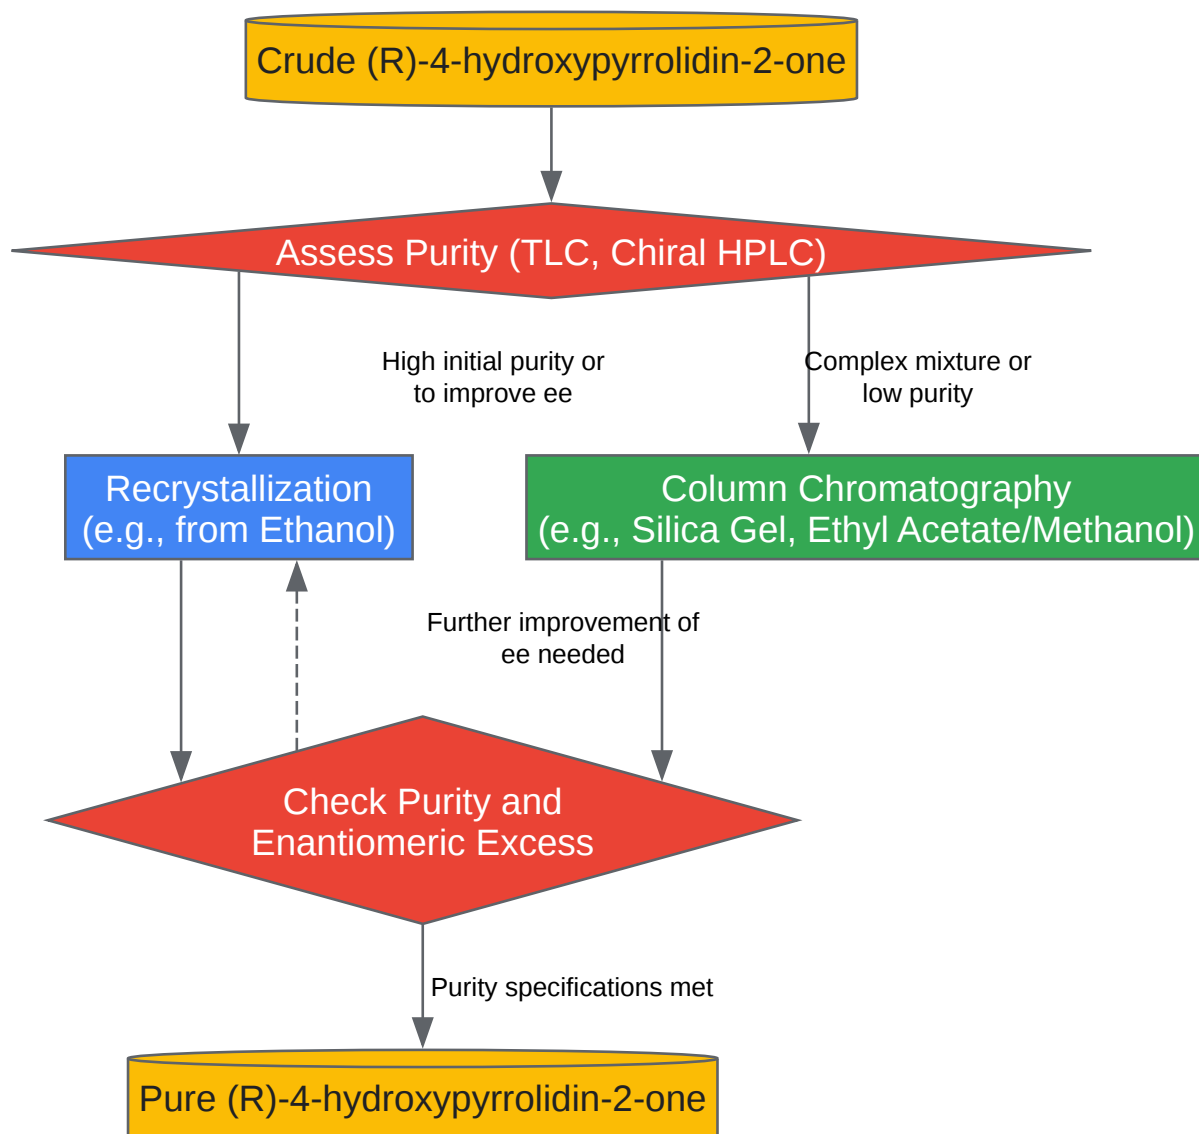 Crude (R)-4-hydroxypyrrolidin-2-one
Assess Purity (TLC, Chiral HPLC)
High initial purity or
to improve ee
Complex mixture or
low purity
Recrystallization
(e.g., from Ethanol)
Column Chromatography
(e.g., Silica Gel, Ethyl Acetate/Methanol)
Further improvement of
ee needed
Check Purity and
Enantiomeric Excess
Purity specifications met
Pure (R)-4-hydroxypyrrolidin-2-one